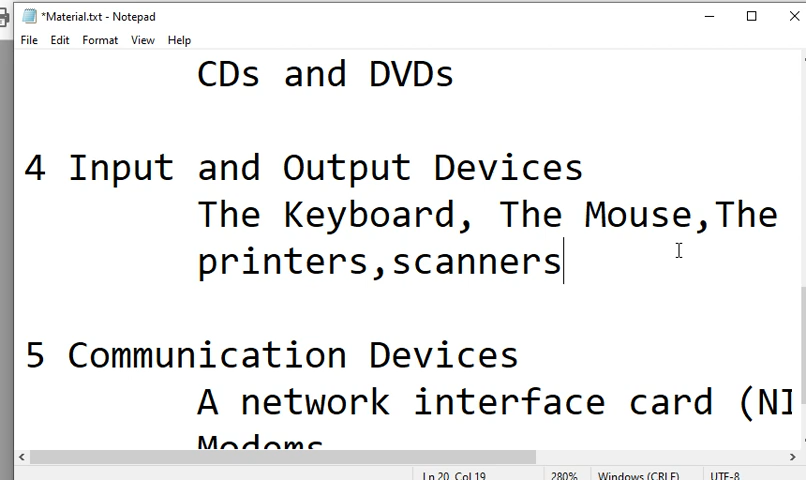 *Material.txt - Notepad
File Edit Format View Help
CDs and DVDs
4 Input and Output Devices
The Keyboard, The Mouse,The
printers,scanners
5 Communication Devices
A network interface card (NI
Modems
Ln 20, Col 19 280% Windows (CRLF) UTF-8